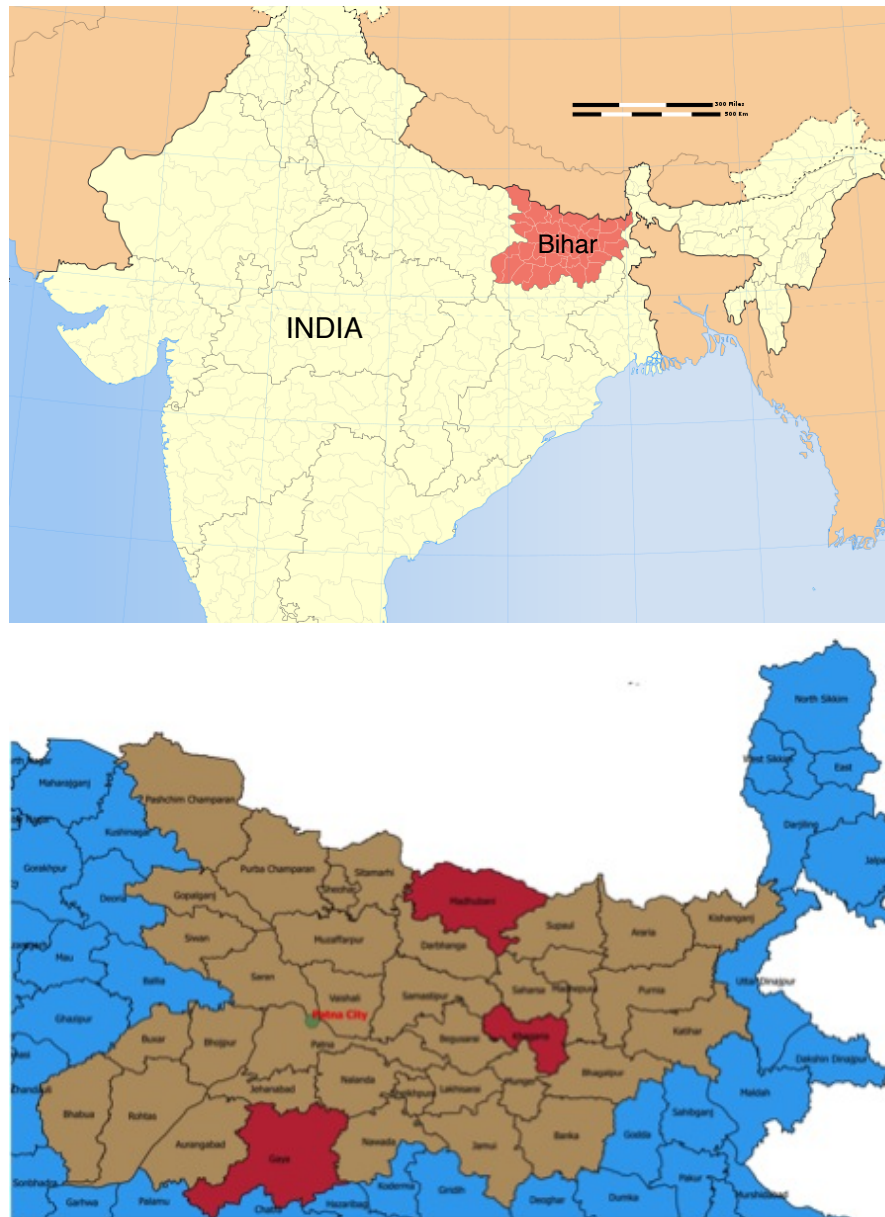 300 Miles
500 Km
Bihar
INDIA
North Sikkim
West Sikkim
East
Maharajganj
Pashchim Champaran
Kushinagar
Darjiling
Gorakhpur
Purba Champaran
Sitamarhi
Sheohar
Deoria
Gopalganj
Madhubani
Kishanganj
Siwan
Muzaffarpur
Darbhanga
Supaul
Araria
Mau
Ballia
Saran
Vaishali
Samastipur
Saharsa
Madhepura
Purnia
Uttar Dinajpur
Ghazipur
Patna City
Khagaria
Katihar
Buxar
Bhojpur
Patna
Begusarai
Dakshin Dinajpur
Jehanabad
Nalanda
Lakhisarai
Munger
Bhagalpur
Maldah
Bhabua
Rohtas
Sahibganj
Aurangabad
Gaya
Nawada
Jamui
Banka
Godda
Sonbhadra
Garhwa
Palamu
Chatra
Hazaribag
Koderma
Giridih
Deoghar
Dumka
Pakur
Murshidabad